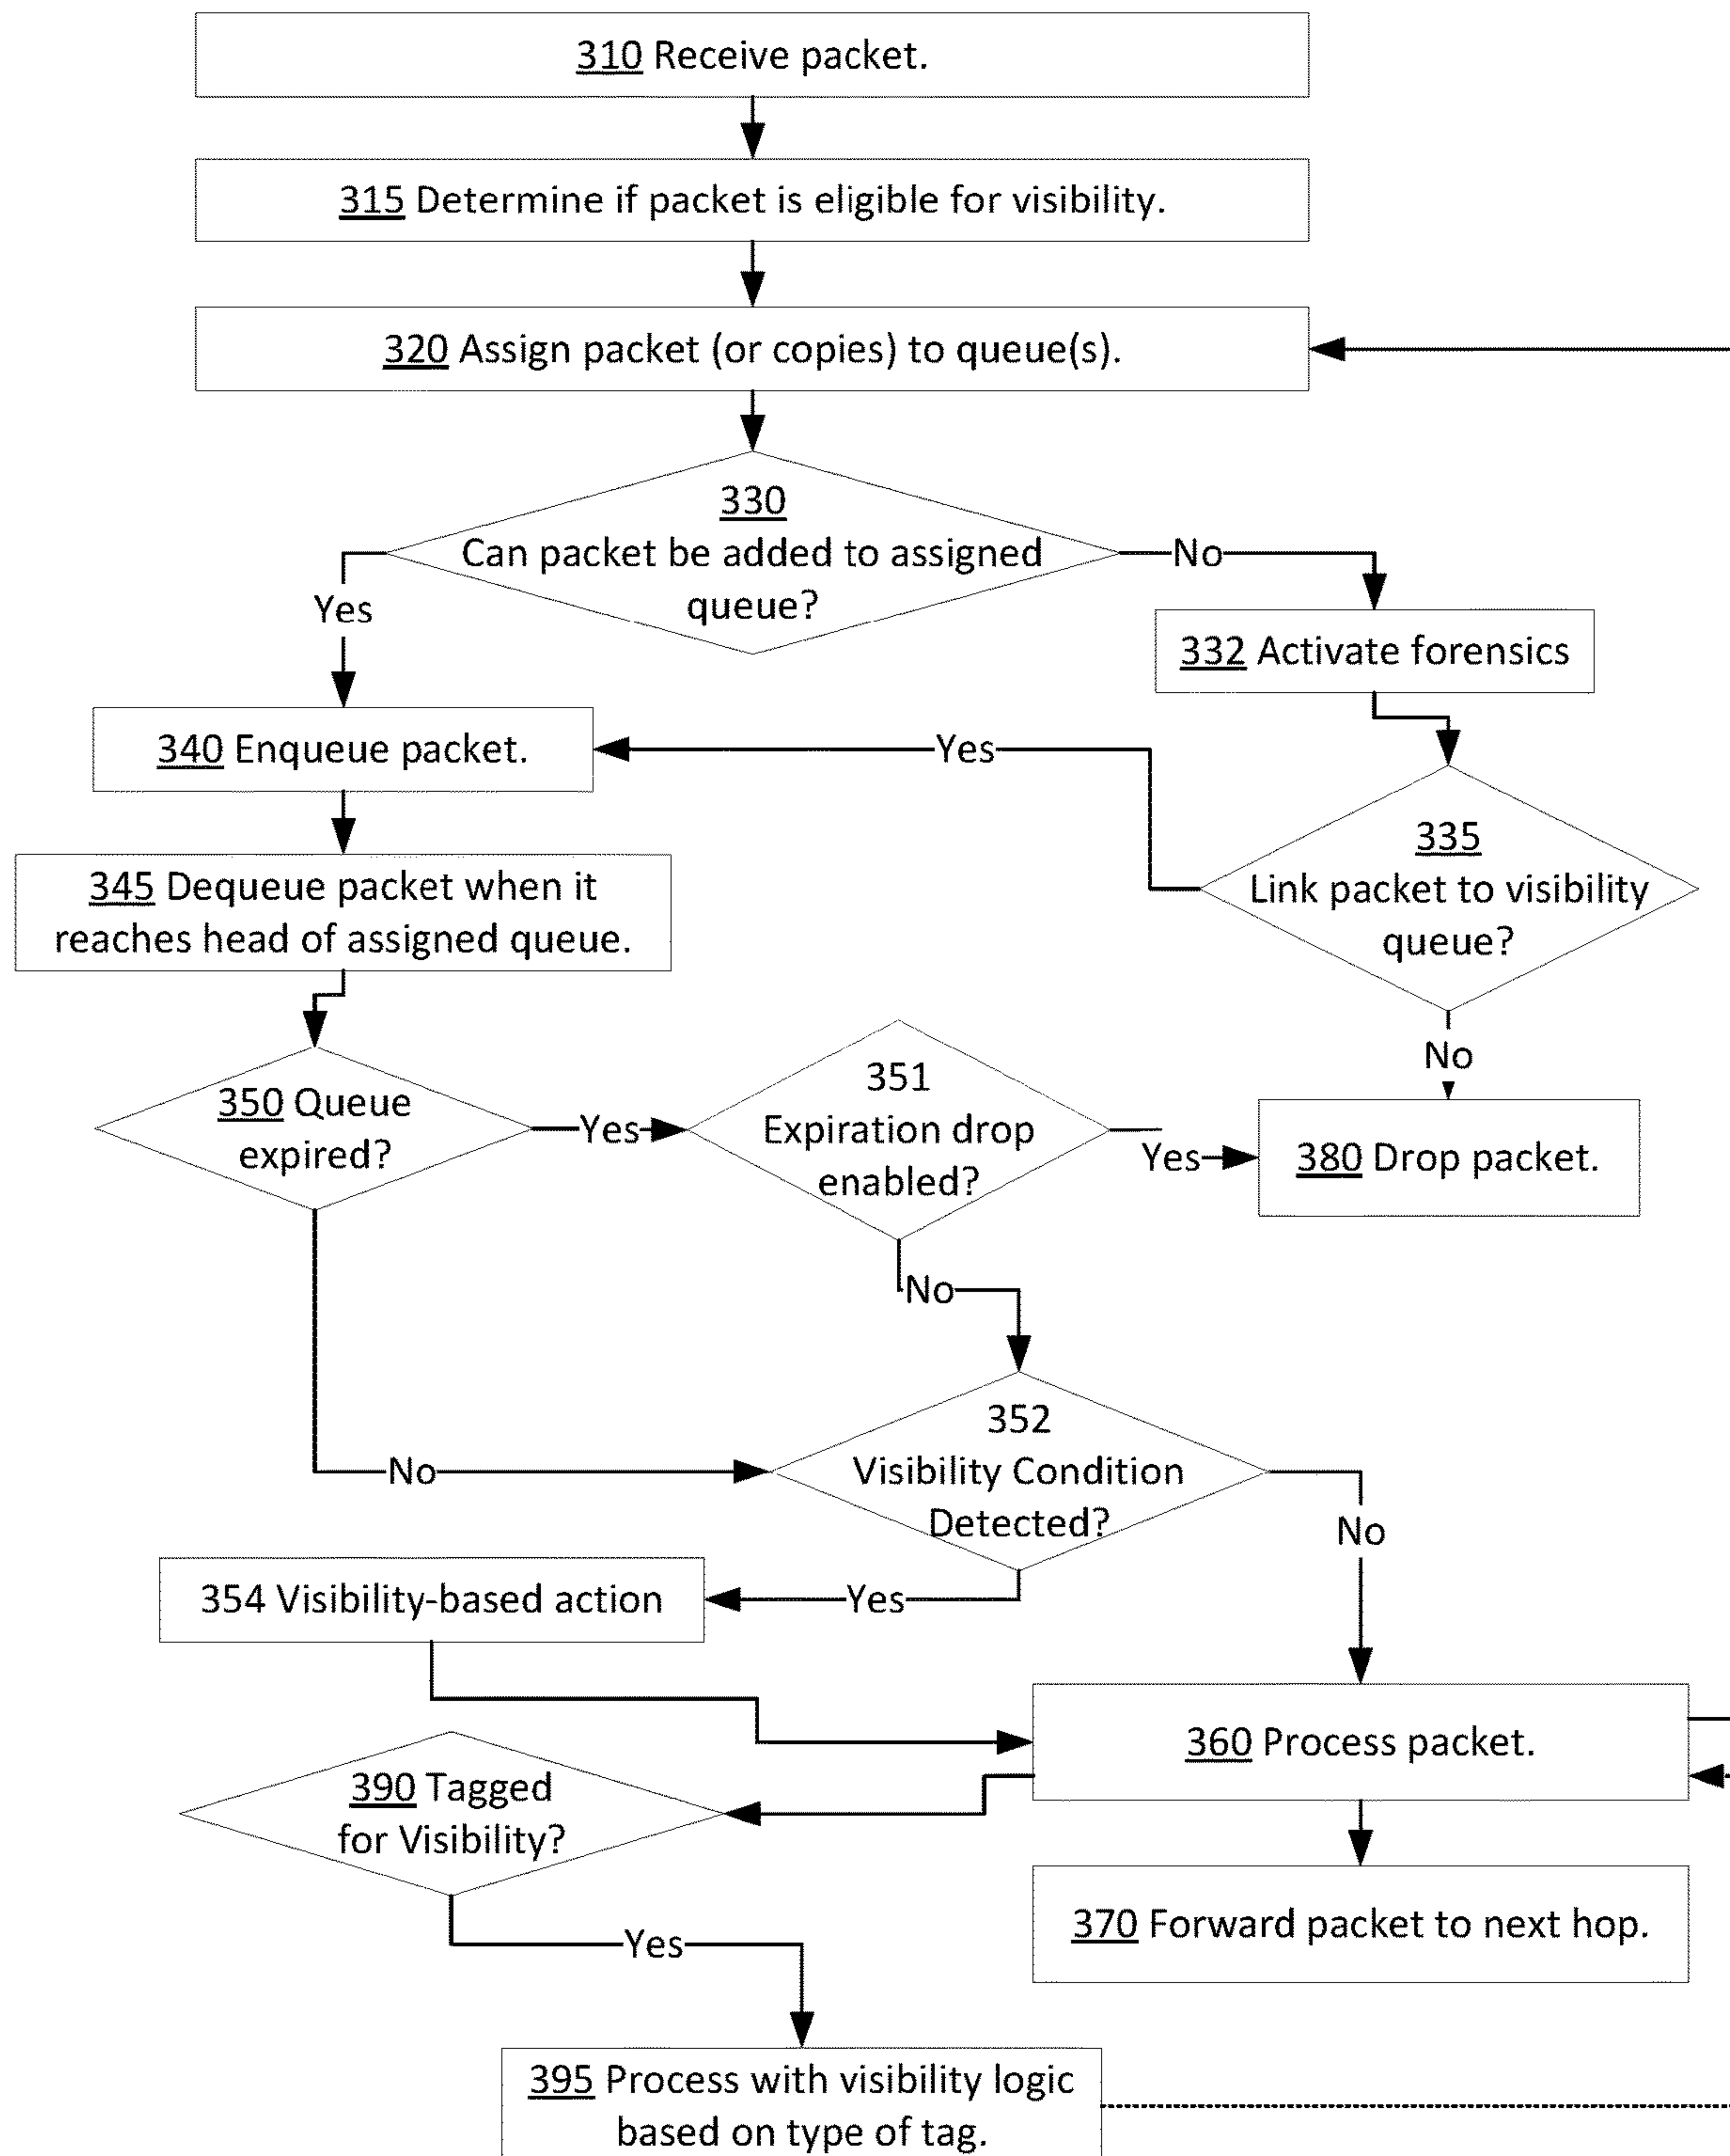 310 Receive packet.
315 Determine if packet is eligible for visibility.
320 Assign packet (or copies) to queue(s).
330
Can packet be added to assigned
queue?
No
Yes
332 Activate forensics
340 Enqueue packet.
Yes
335
Link packet to visibility
queue?
345 Dequeue packet when it
reaches head of assigned queue.
No
350 Queue
expired?
Yes
351
Expiration drop
enabled?
Yes
380 Drop packet.
No
352
Visibility Condition
Detected?
No
No
354 Visibility-based action
Yes
360 Process packet.
390 Tagged
for Visibility?
370 Forward packet to next hop.
Yes
395 Process with visibility logic
based on type of tag.